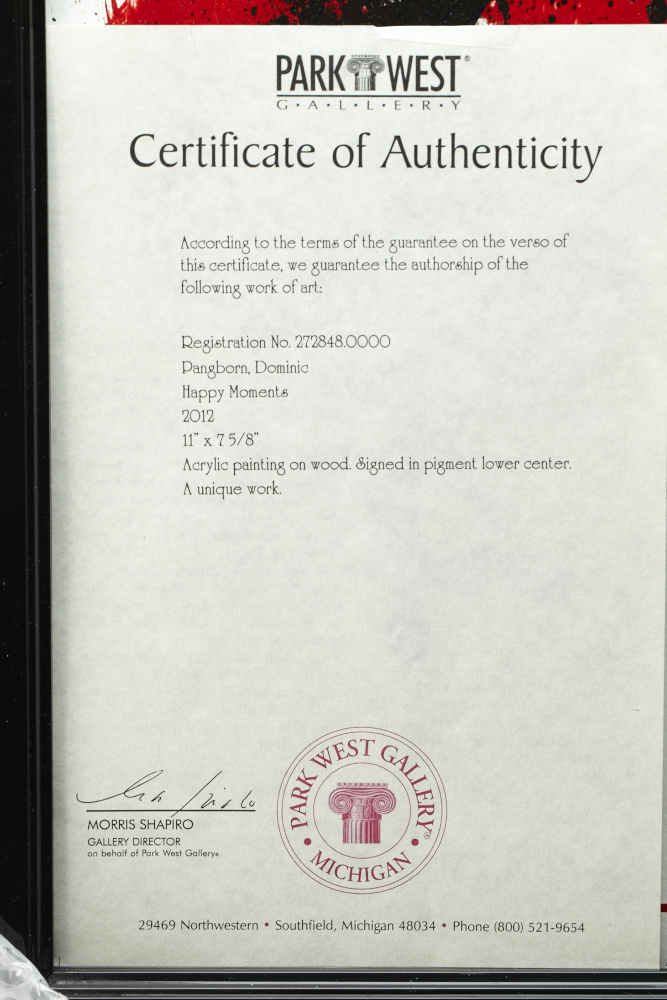 PARK WEST®
G•A•L•L•E•R•Y
Certificate of Authenticity
According to the terms of the guarantee on the verso of
this certificate, we guarantee the authorship of the
following work of art:
Registration No. 272848.0000
Pangborn, Dominic
Happy Moments
2012
11" x 7 5/8"
Acrylic painting on wood. Signed in pigment lower center.
A unique work.
MORRIS SHAPIRO
GALLERY DIRECTOR
on behalf of Park West Gallery®
PARK WEST GALLERY®
• MICHIGAN •
29469 Northwestern • Southfield, Michigan 48034 • Phone (800) 521-9654